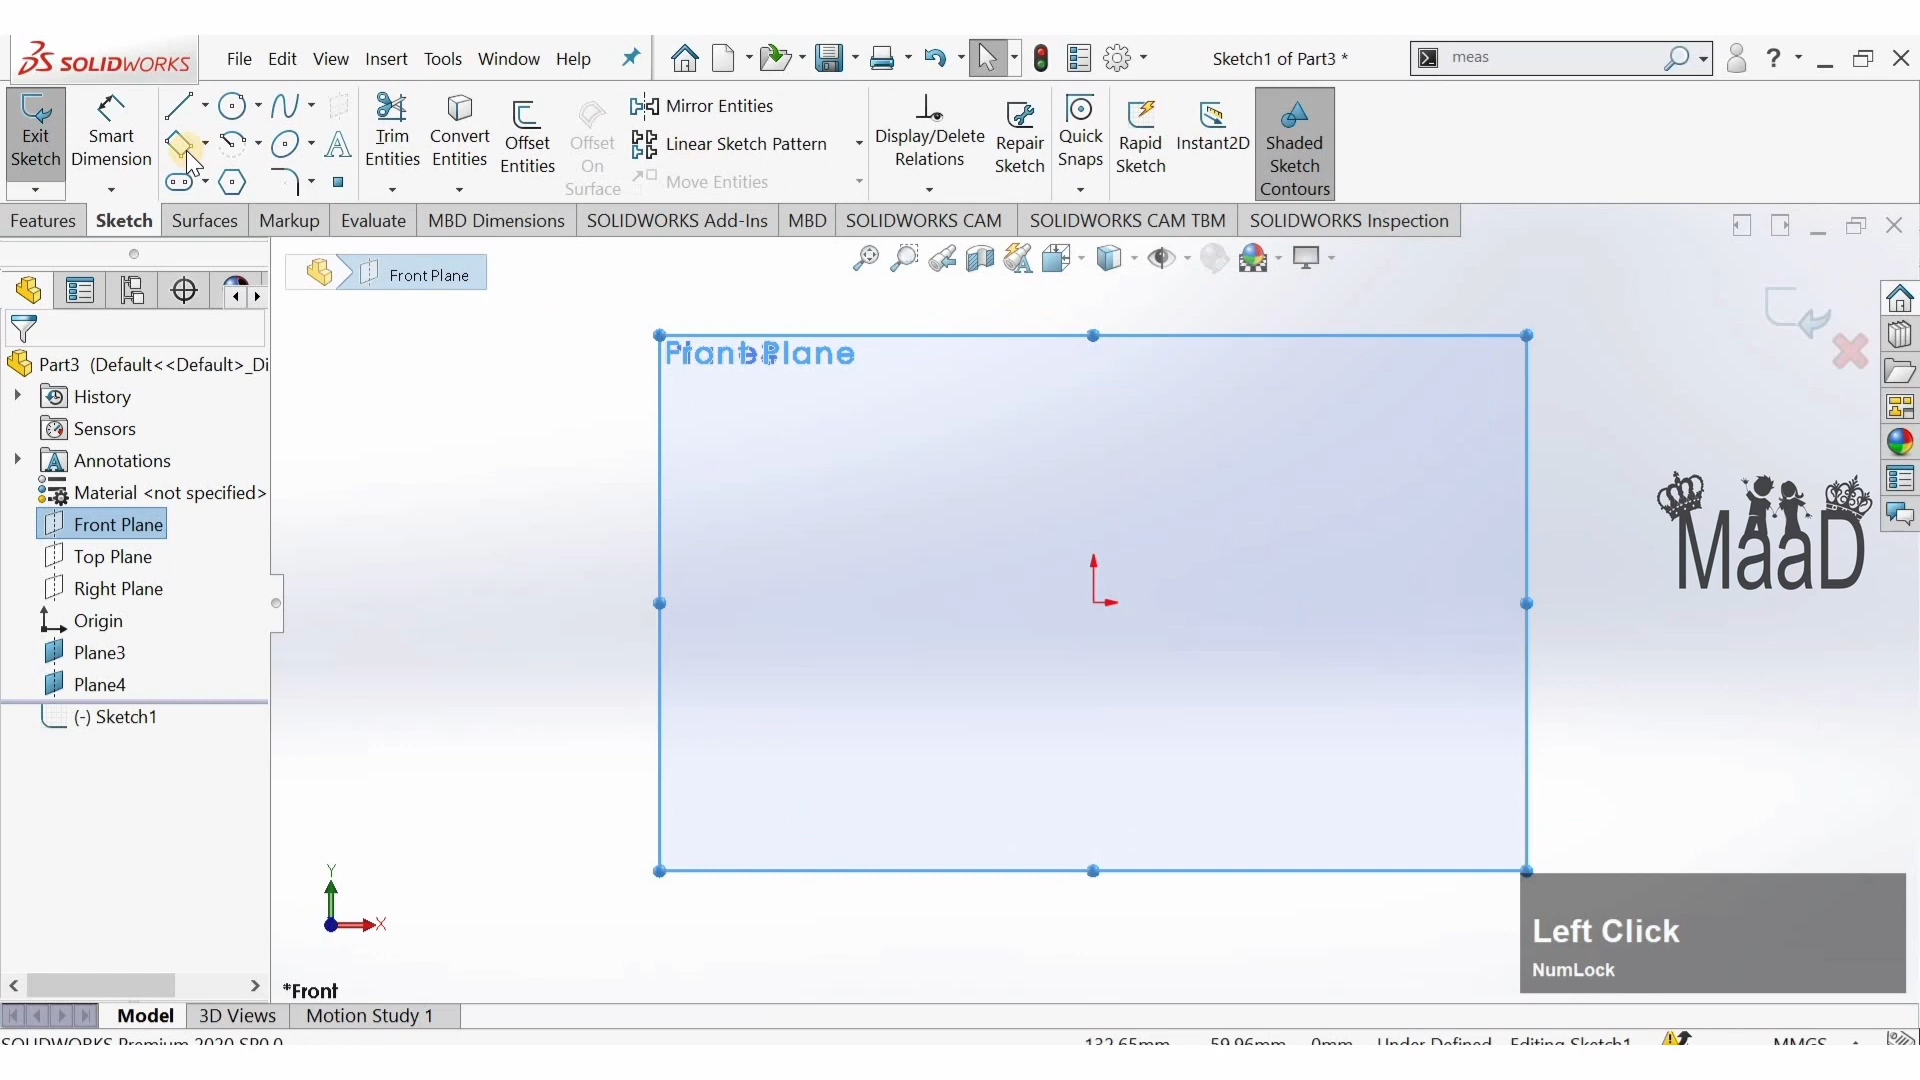 SOLIDWORKS
File Edit View Insert Tools Window Help
Sketch1 of Part3 *
meas
Exit Sketch
Smart Dimension
Trim Entities
Convert Entities
Offset Entities
Offset On Surface
Mirror Entities
Linear Sketch Pattern
Move Entities
Display/Delete Relations
Repair Sketch
Quick Snaps
Rapid Sketch
Instant2D
Shaded Sketch Contours
Features Sketch Surfaces Markup Evaluate MBD Dimensions SOLIDWORKS Add-Ins MBD SOLIDWORKS CAM SOLIDWORKS CAM TBM SOLIDWORKS Inspection
Front Plane
Part3 (Default<<Default>_Di
History
Sensors
Annotations
Material <not specified>
Front Plane
Top Plane
Right Plane
Origin
Plane3
Plane4
(-) Sketch1
MaaD
Y
X
*Front
Left Click
NumLock
Model 3D Views Motion Study 1
SOLIDWORKS Premium 2020 SP0.0
132.65mm 59.96mm 0mm Under Defined Editing Sketch1 MMGS